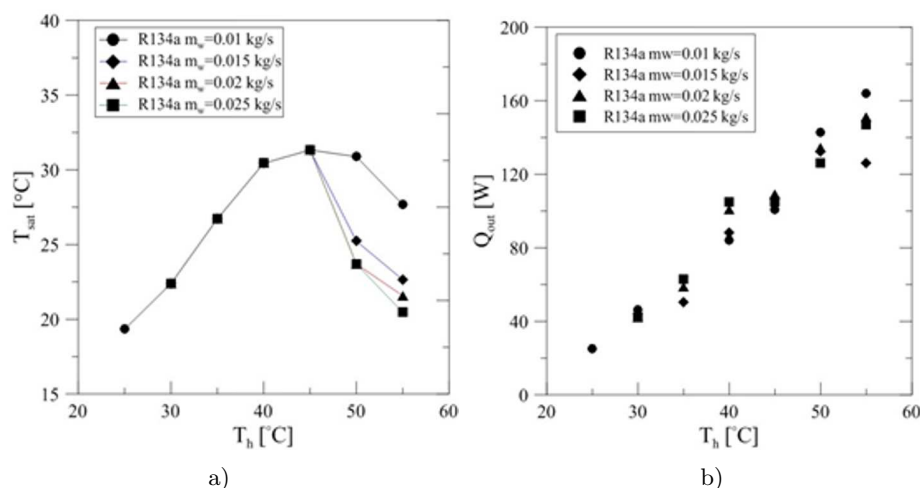 40
35
30
25
20
15
T_sat [°C]
R134a m_w=0.01 kg/s
R134a m_w=0.015 kg/s
R134a m_w=0.02 kg/s
R134a m_w=0.025 kg/s
20
30
40
50
60
T_h [°C]
a)
200
160
120
80
40
0
Q_out [W]
R134a mw=0.01 kg/s
R134a mw=0.015 kg/s
R134a mw=0.02 kg/s
R134a mw=0.025 kg/s
20
30
40
50
60
T_h [°C]
b)